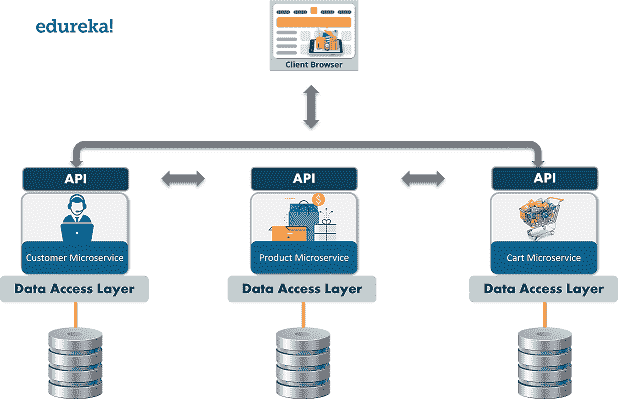 edureka!
Client Browser
API
API
API
Customer Microservice
Product Microservice
Cart Microservice
Data Access Layer
Data Access Layer
Data Access Layer